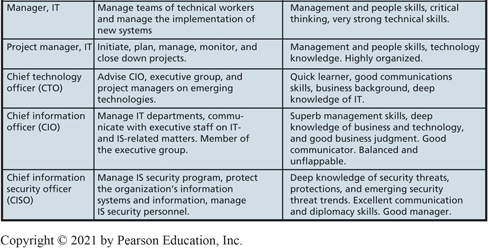 Manager, IT
Manage teams of technical workers
and manage the implementation of
new systems
Management and people skills, critical
thinking, very strong technical skills.
Project manager, IT
Initiate, plan, manage, monitor, and
close down projects.
Management and people skills, technology
knowledge. Highly organized.
Chief technology
officer (CTO)
Advise CIO, executive group, and
project managers on emerging
technologies.
Quick learner, good communications
skills, business background, deep
knowledge of IT.
Chief information
officer (CIO)
Manage IT departments, commu-
nicate with executive staff on IT-
and IS-related matters. Member of
the executive group.
Superb management skills, deep
knowledge of business and technology,
and good business judgment. Good
communicator. Balanced and
unflappable.
Chief information
security officer
(CISO)
Manage IS security program, protect
the organization's information
systems and information, manage
IS security personnel.
Deep knowledge of security threats,
protections, and emerging security
threat trends. Excellent communication
and diplomacy skills. Good manager.
Copyright © 2021 by Pearson Education, Inc.